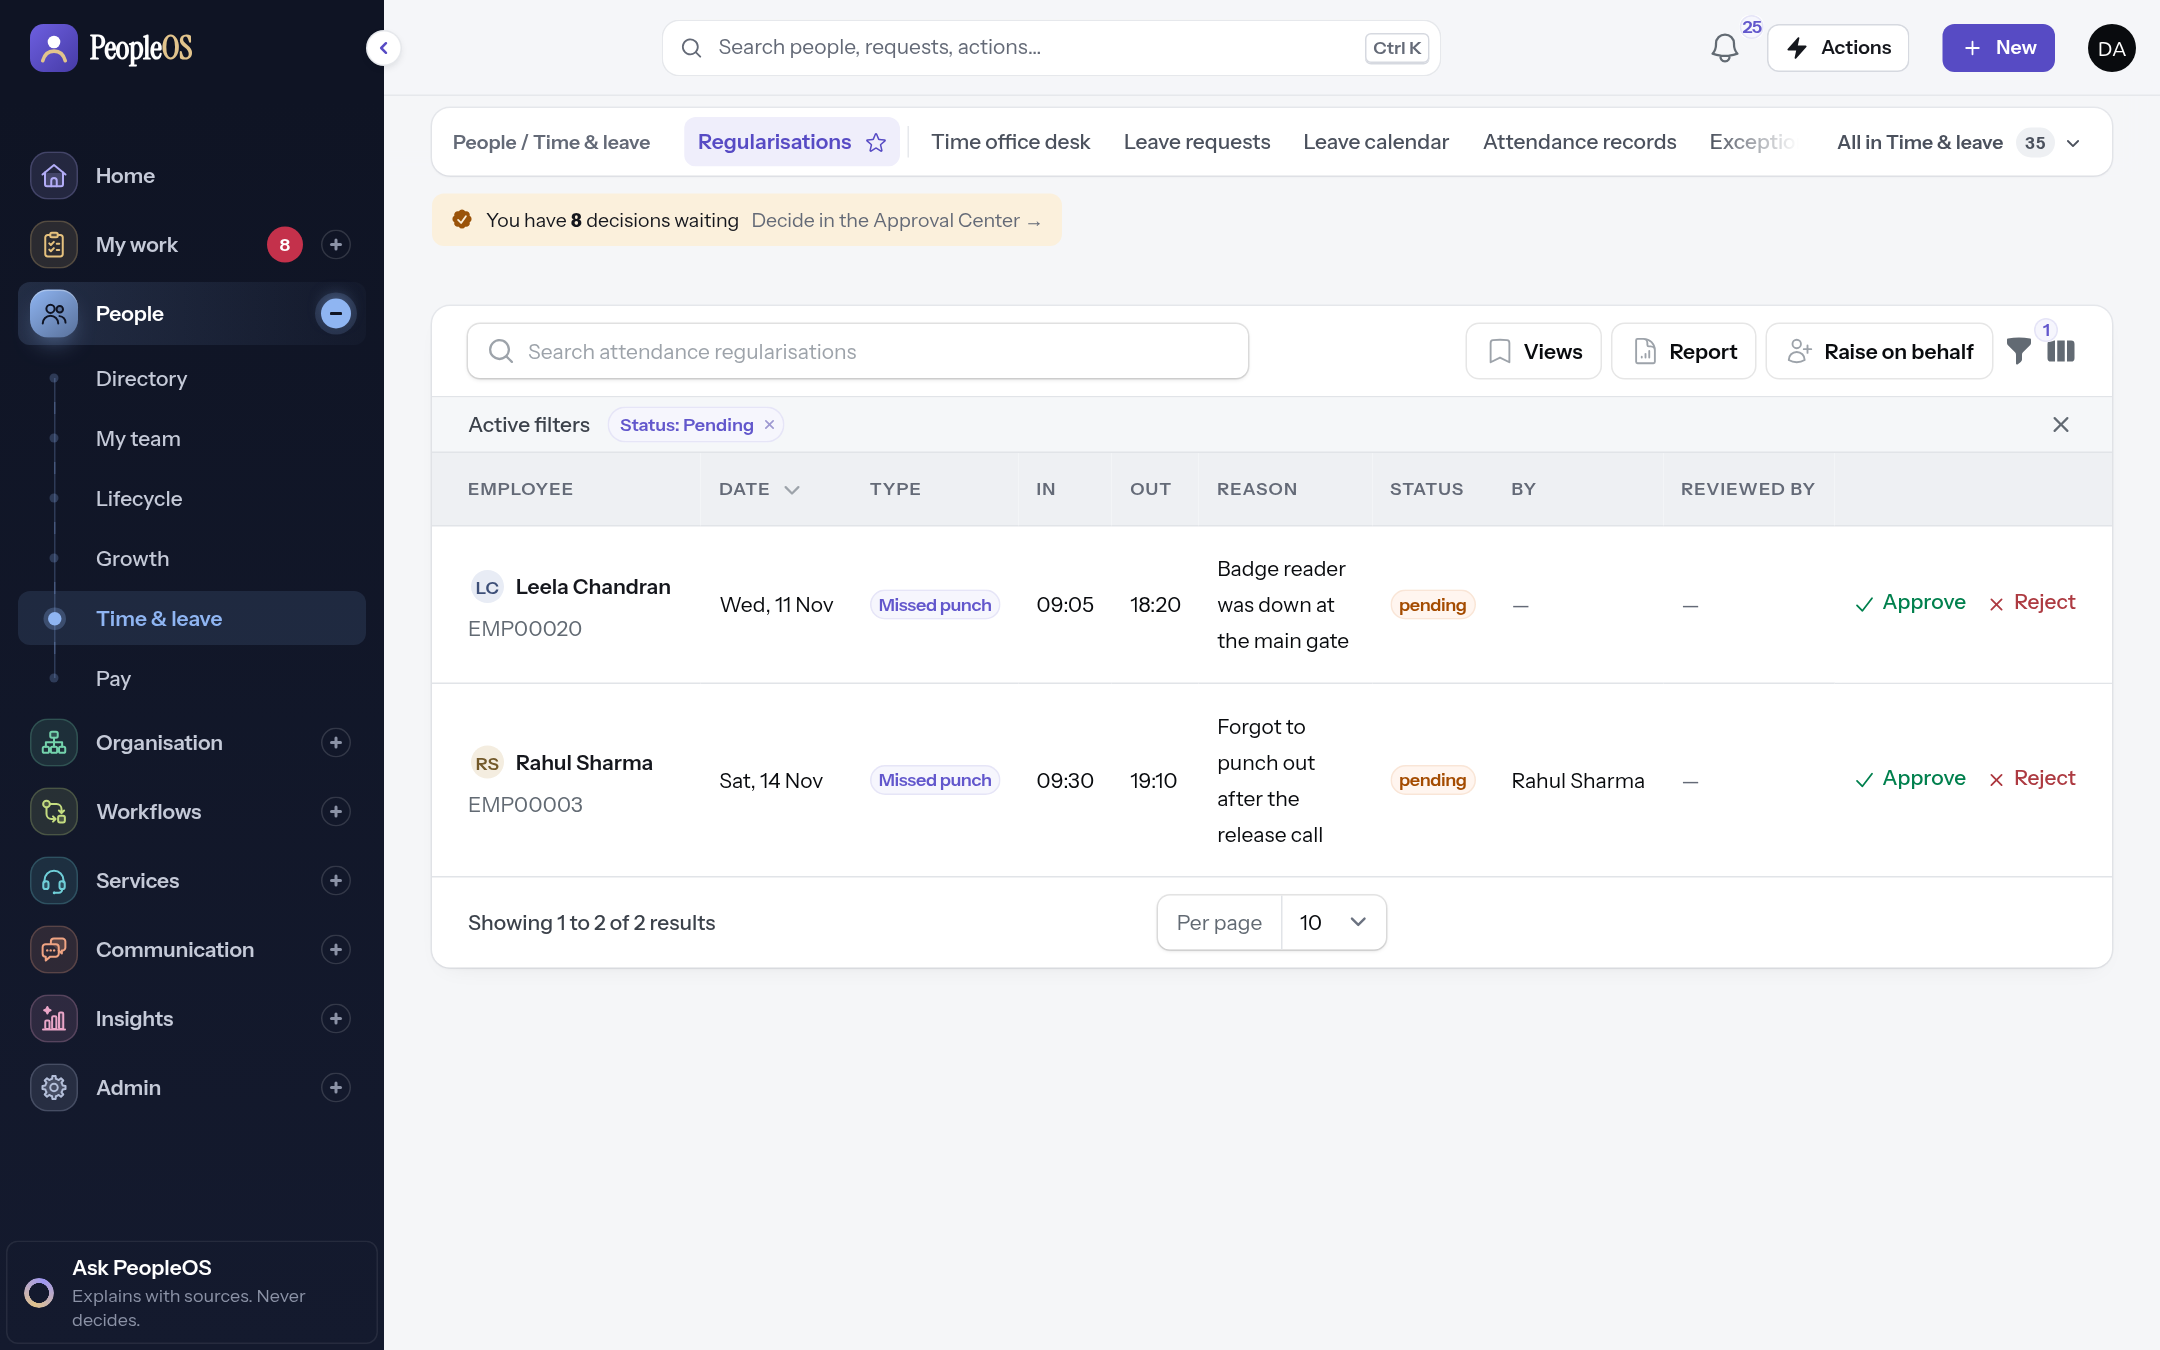 PeopleOS
Search people, requests, actions...
Ctrl K
25
Actions
New
DA
Home
My work
8
People
Directory
My team
Lifecycle
Growth
Time & leave
Pay
Organisation
Workflows
Services
Communication
Insights
Admin
Ask PeopleOS
Explains with sources. Never
decides.
People / Time & leave
Regularisations
Time office desk
Leave requests
Leave calendar
Attendance records
Exceptio
All in Time & leave
35
You have 8 decisions waiting
Decide in the Approval Center →
Search attendance regularisations
Views
Report
Raise on behalf
1
Active filters
Status: Pending
EMPLOYEE
DATE
TYPE
IN
OUT
REASON
STATUS
BY
REVIEWED BY
LC
Leela Chandran
EMP00020
Wed, 11 Nov
Missed punch
09:05
18:20
Badge reader
was down at
the main gate
pending
—
—
Approve
Reject
RS
Rahul Sharma
EMP00003
Sat, 14 Nov
Missed punch
09:30
19:10
Forgot to
punch out
after the
release call
pending
Rahul Sharma
—
Approve
Reject
Showing 1 to 2 of 2 results
Per page
10